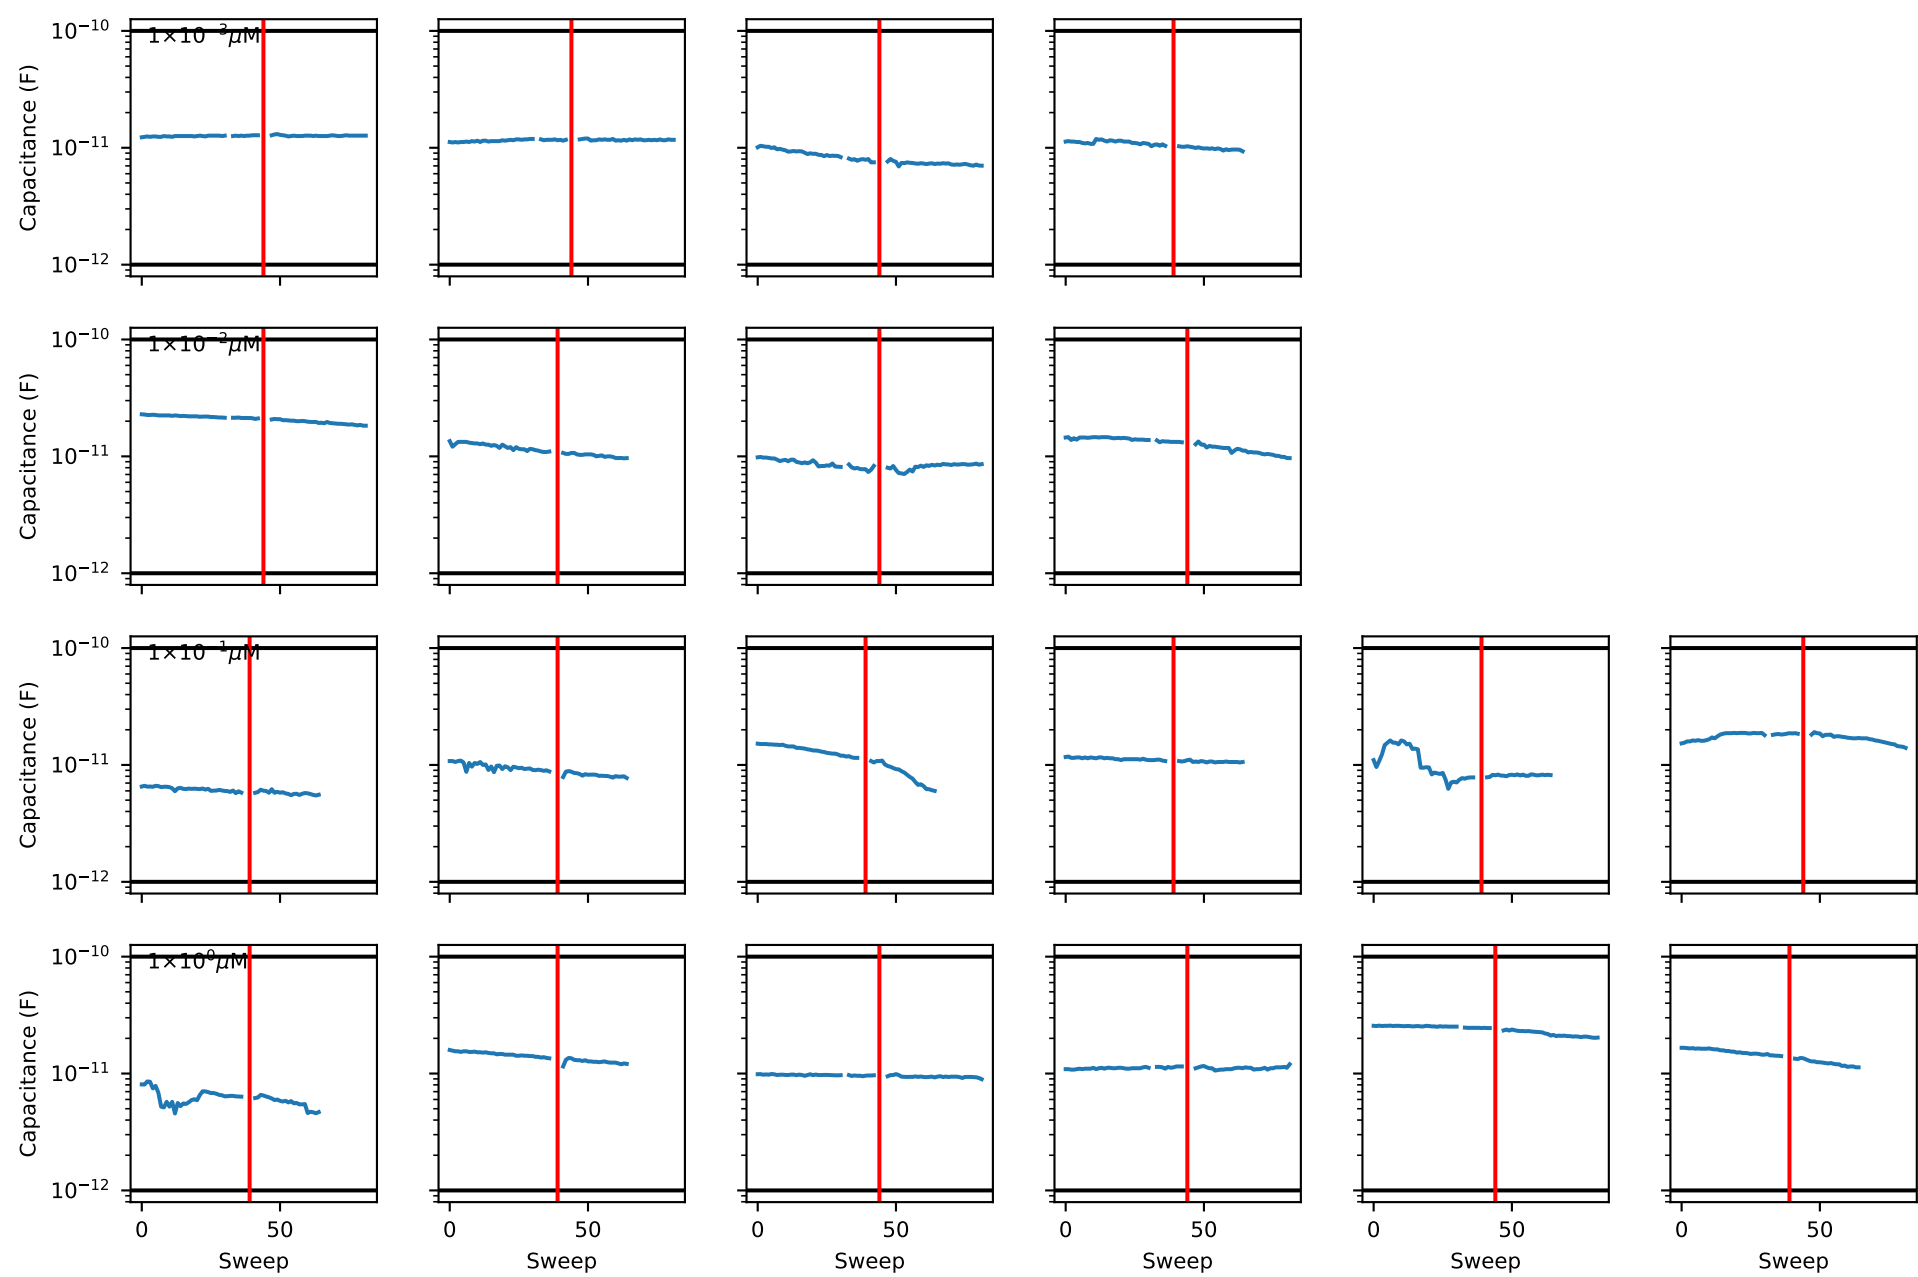 10⁻¹⁰
1×10⁻³μM
10⁻¹¹
10⁻¹²
Capacitance (F)
10⁻¹⁰
1×10⁻²μM
10⁻¹¹
10⁻¹²
Capacitance (F)
10⁻¹⁰
1×10⁻¹μM
10⁻¹¹
10⁻¹²
Capacitance (F)
10⁻¹⁰
1×10⁰μM
10⁻¹¹
10⁻¹²
Capacitance (F)
0 50 0 50 0 50 0 50 0 50 0 50
Sweep Sweep Sweep Sweep Sweep Sweep